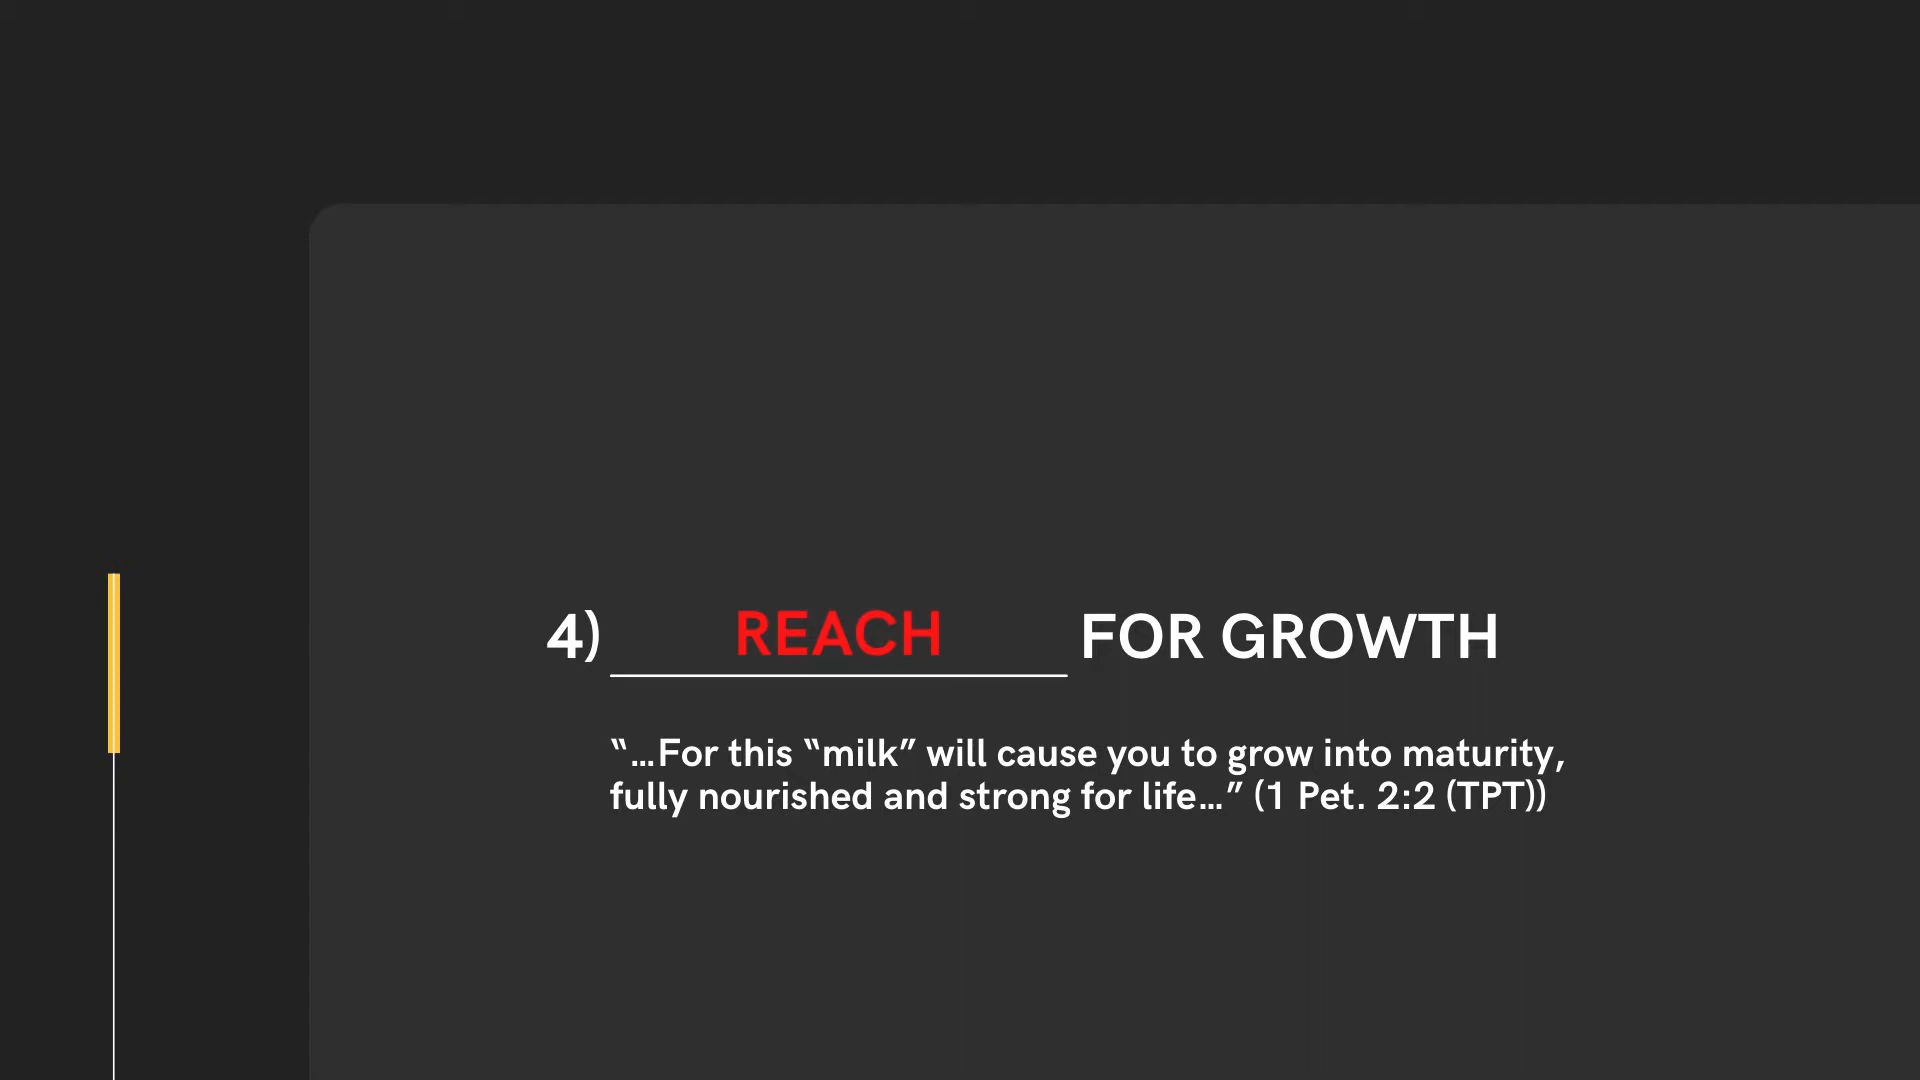 4) REACH FOR GROWTH
“…For this “milk” will cause you to grow into maturity,
fully nourished and strong for life…” (1 Pet. 2:2 (TPT))